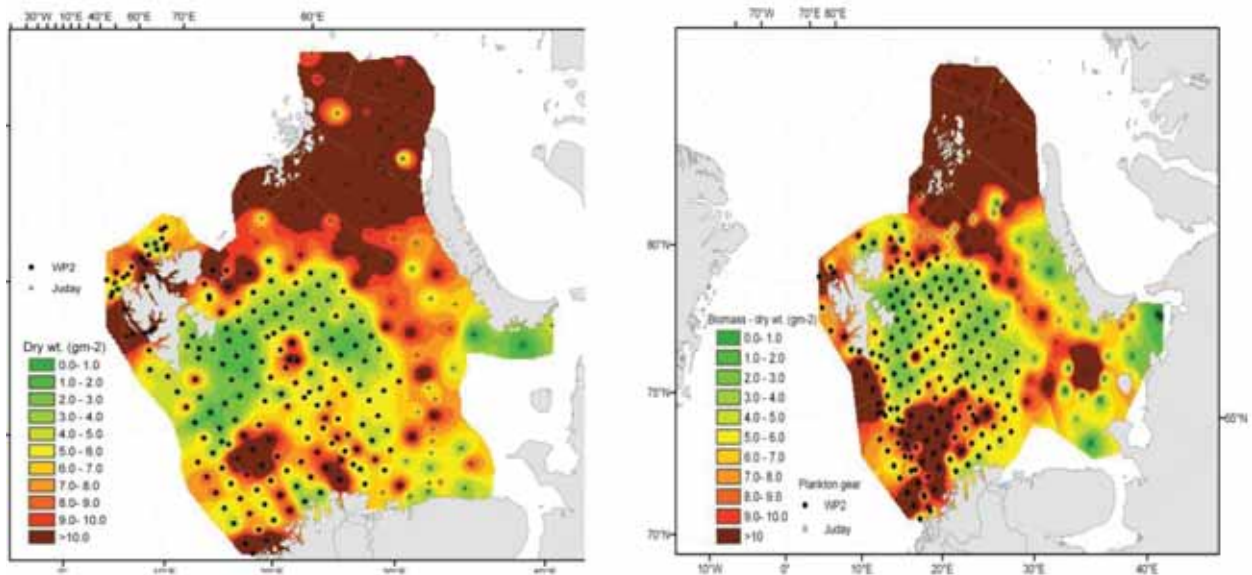 30°W 10°E 40°E 60°E 70°E 80°E
WP2
Juday
Dry wt. (gm-2)
0.0- 1.0
1.0 - 2.0
2.0 - 3.0
3.0 - 4.0
4.0 - 5.0
5.0 - 6.0
6.0 - 7.0
7.0 - 8.0
8.0- 9.0
9.0- 10.0
>10.0
70°W 70°E 80°E
80°N
75°N
70°N
65°N
Biomass - dry wt. (gm-2)
0.0- 1.0
1.0 - 2.0
2.0 - 3.0
3.0 - 4.0
4.0 - 5.0
5.0 - 6.0
6.0 - 7.0
7.0 - 8.0
8.0 - 9.0
9.0 - 10.0
>10
Plankton gear
WP2
Juday
10°W 0° 10°E 20°E 30°E 40°E